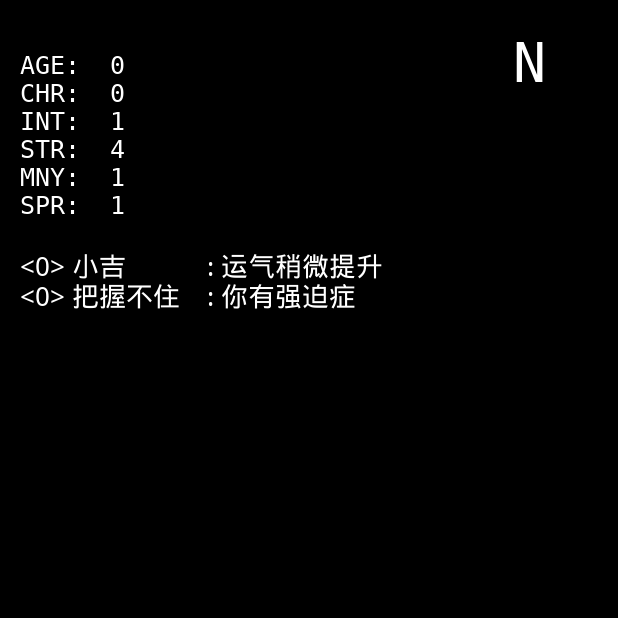 N
AGE: 0
CHR: 0
INT: 1
STR: 4
MNY: 1
SPR: 1
<O> 小吉 : 运气稍微提升
<O> 把握不住 : 你有强迫症